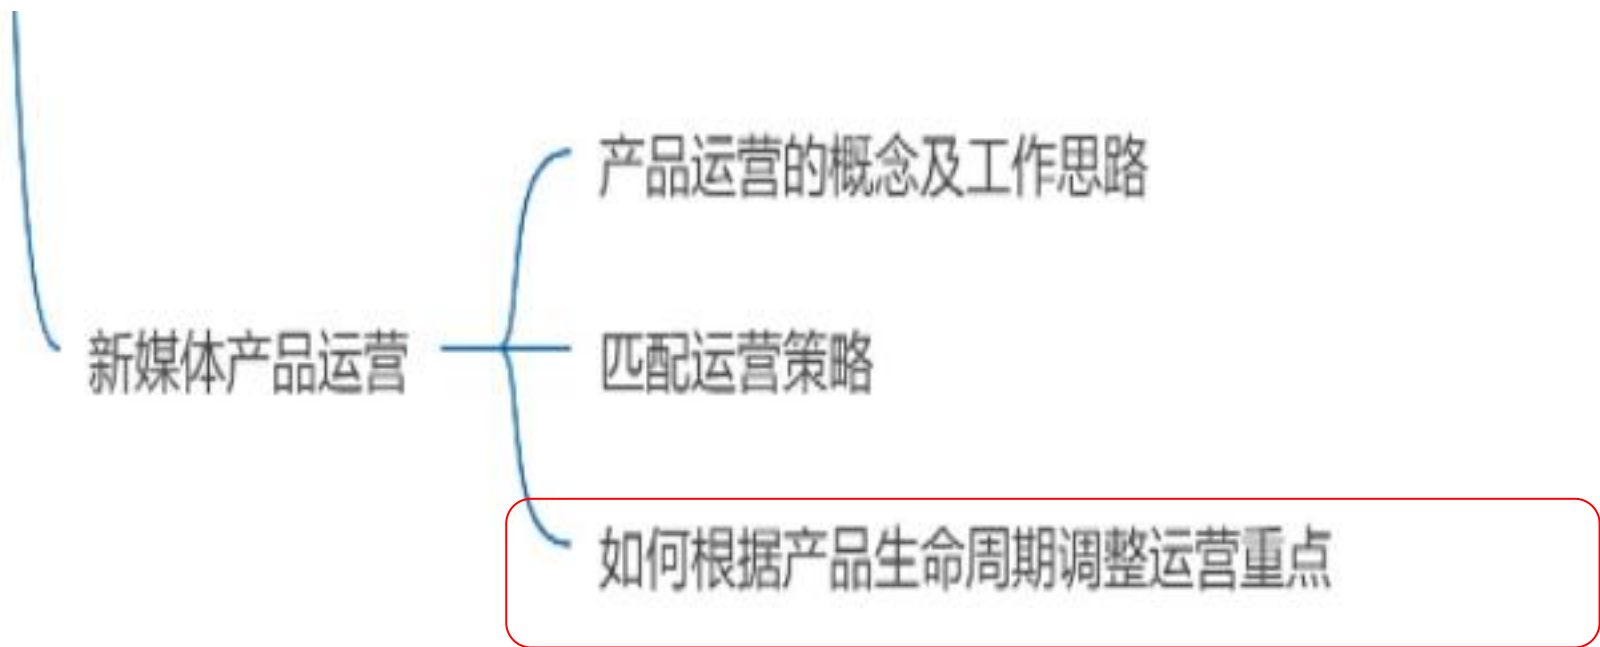 产品运营的概念及工作思路
新媒体产品运营
匹配运营策略
如何根据产品生命周期调整运营重点